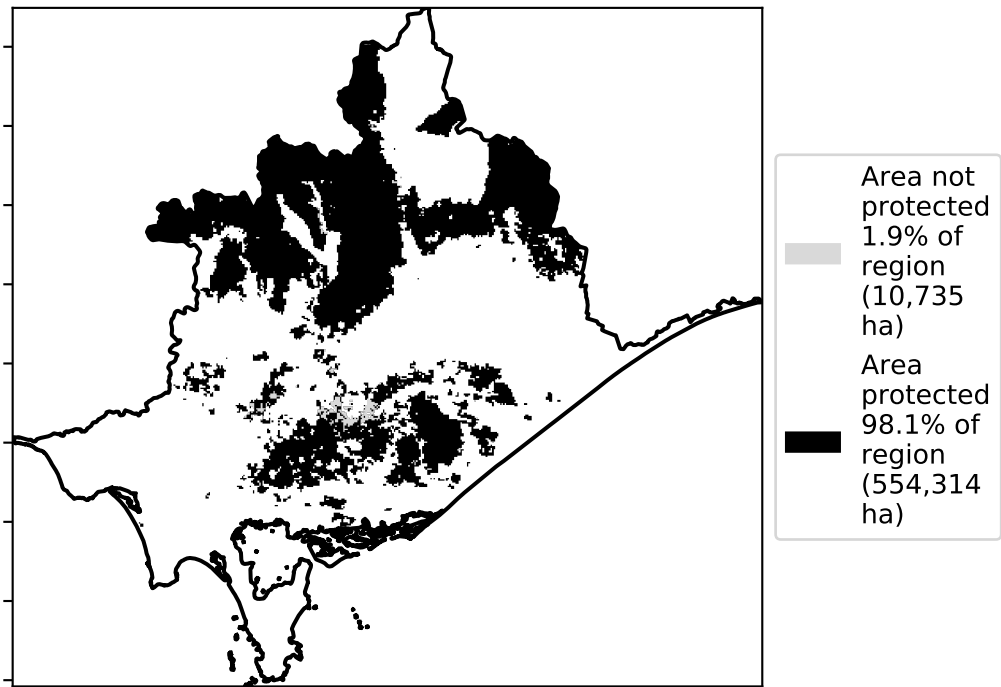 Area not
protected
1.9% of
region
(10,735
ha)
Area
protected
98.1% of
region
(554,314
ha)